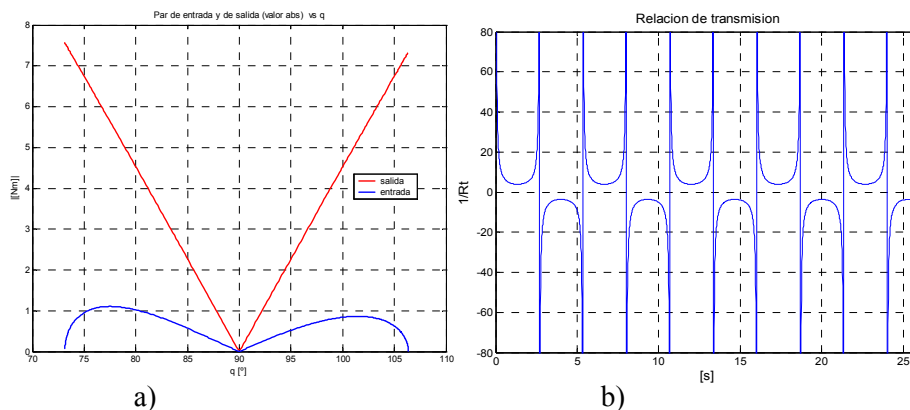 Par de entrada y de salida (valor abs) vs q
8
7
6
5
4
3
2
1
0
|[Nm]|
salida
entrada
70 75 80 85 90 95 100 105 110
q [°]
a)
Relacion de transmision
80
60
40
20
0
-20
-40
-60
-80
1/Rt
0 5 10 15 20 25
[s]
b)